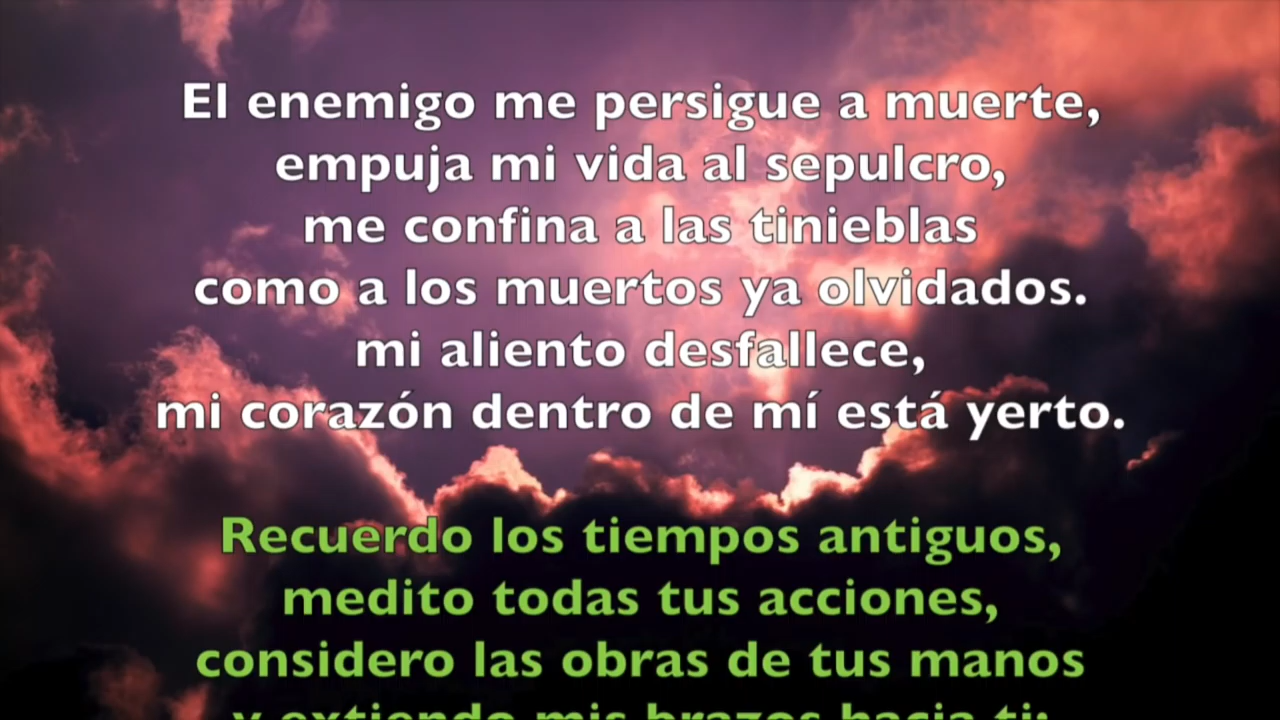 El enemigo me persigue a muerte,
empuja mi vida al sepulcro,
me confina a las tinieblas
como a los muertos ya olvidados.
mi aliento desfallece,
mi corazón dentro de mí está yerto.
Recuerdo los tiempos antiguos,
medito todas tus acciones,
considero las obras de tus manos
y extiendo mis brazos hacia ti: